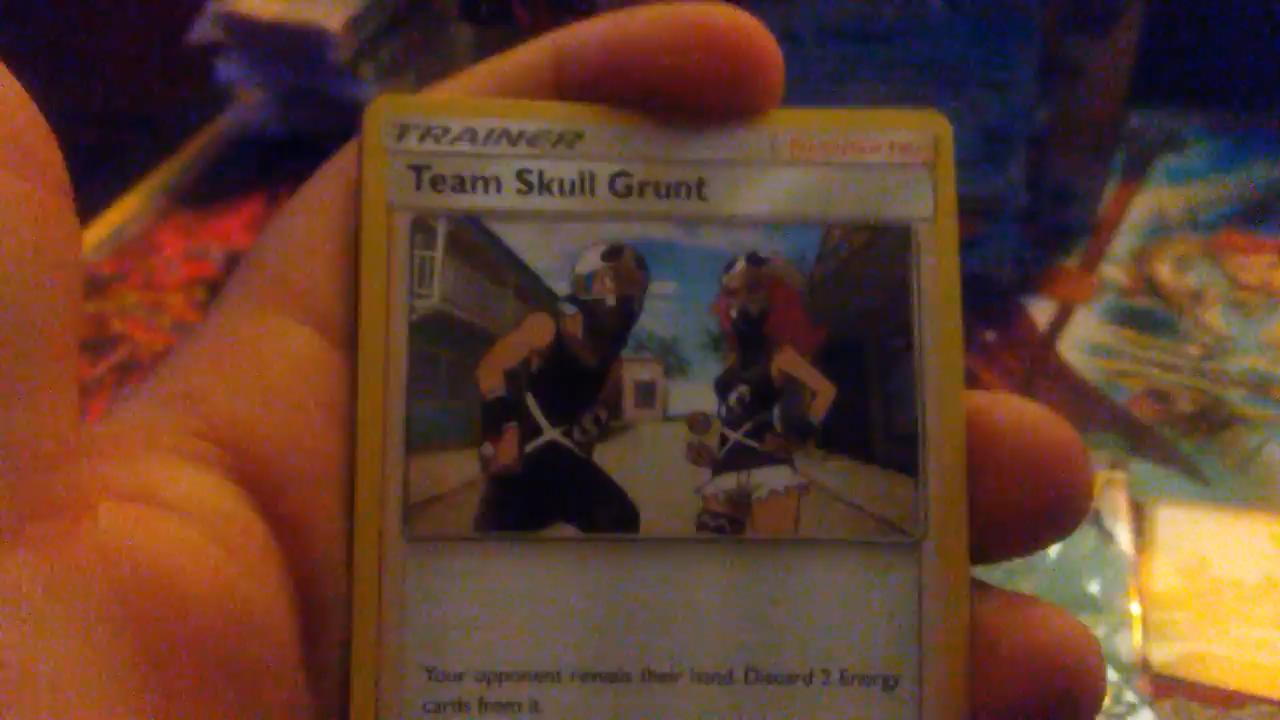 TRAINER
Team Skull Grunt
Your opponent reveals their hand. Discard 2 Energy
cards from it.